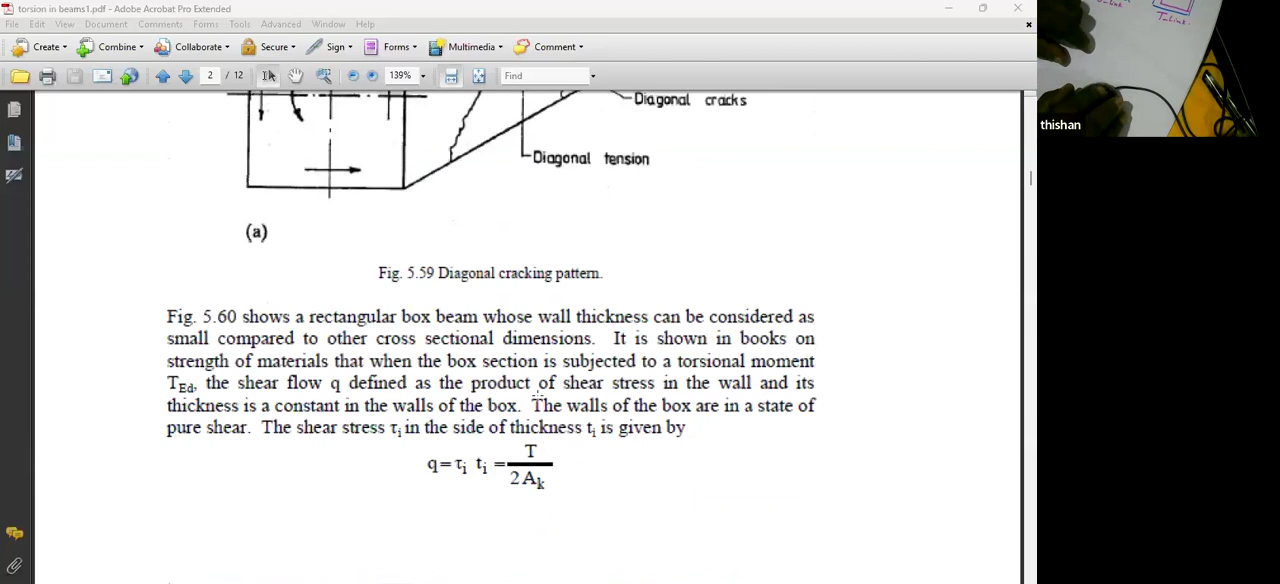 torsion in beams1.pdf - Adobe Acrobat Pro Extended
File Edit View Document Comments Forms Tools Advanced Window Help
Create Combine Collaborate Secure Sign Forms Multimedia Comment
2 / 12 139% Find
Diagonal cracks
Diagonal tension
(a)
Fig. 5.59 Diagonal cracking pattern.
Fig. 5.60 shows a rectangular box beam whose wall thickness can be considered as
small compared to other cross sectional dimensions. It is shown in books on
strength of materials that when the box section is subjected to a torsional moment
TEd, the shear flow q defined as the product of shear stress in the wall and its
thickness is a constant in the walls of the box. The walls of the box are in a state of
pure shear. The shear stress τi in the side of thickness ti is given by
q=τi ti = T / 2Ak
T-Link
thishan